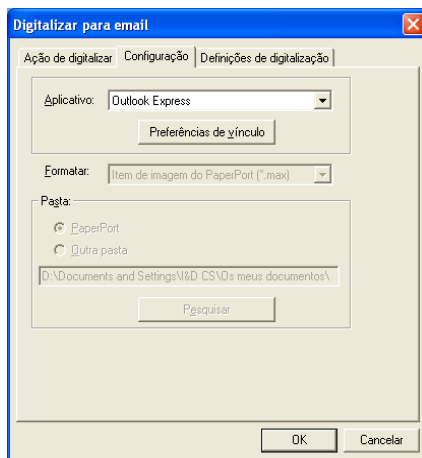 Digitalizar para email
Ação de digitalizar Configuração Definições de digitalização
Aplicativo: Outlook Express
Preferências de vínculo
Formatar: Item de imagem do PaperPort (*.max)
Pasta:
PaperPort
Outra pasta
D:\Documents and Settings\I&D CS\Os meus documentos\
Pesquisar
OK Cancelar